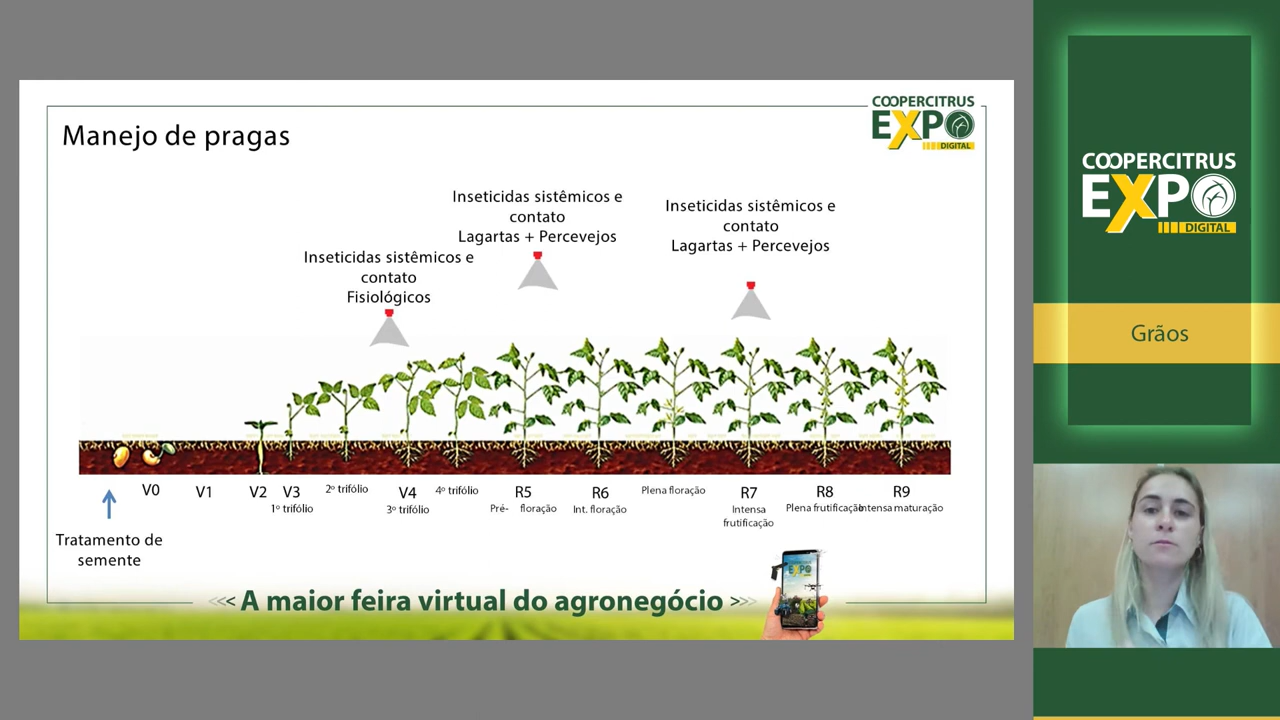 Manejo de pragas
COOPERCITRUS
EXPO
DIGITAL
Inseticidas sistêmicos e
contato
Lagartas + Percevejos
Inseticidas sistêmicos e
contato
Lagartas + Percevejos
Inseticidas sistêmicos e
contato
Fisiológicos
V0
V1
V2
V3
1º trifólio
2º trifólio
V4
3º trifólio
4º trifólio
R5
Pré- floração
R6
Int. floração
Plena floração
R7
Intensa
frutificação
R8
Plena frutificação
R9
Intensa maturação
Tratamento de
semente
<<< A maior feira virtual do agronegócio >>>
EXPO
COOPERCITRUS
EXPO
DIGITAL
Grãos